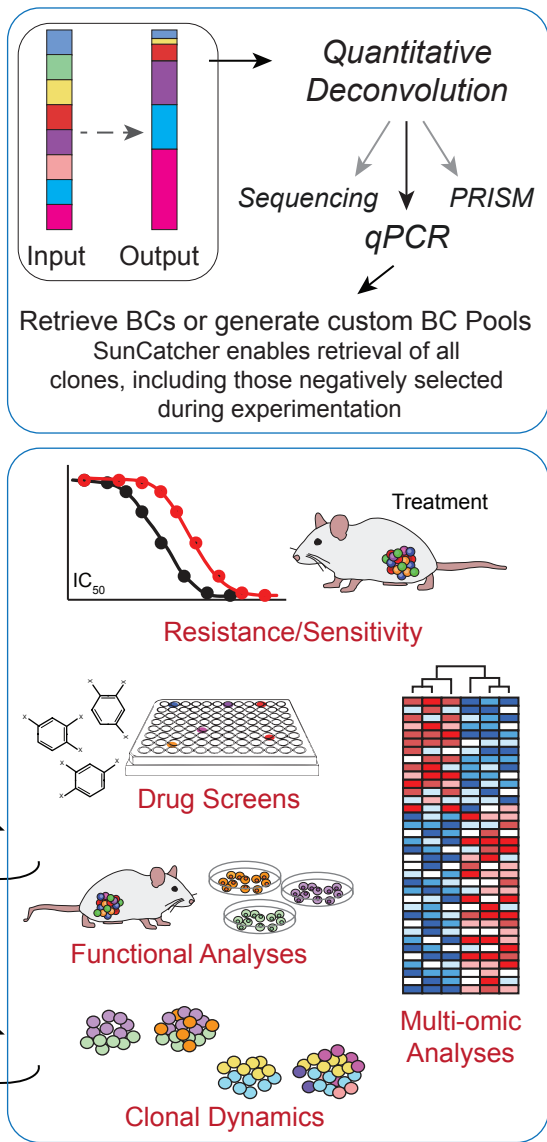 Quantitative
Deconvolution
Sequencing
PRISM
qPCR
Input
Output
Retrieve BCs or generate custom BC Pools
SunCatcher enables retrieval of all
clones, including those negatively selected
during experimentation
Treatment
IC50
Resistance/Sensitivity
X
X
X
X
X
X
X
X
X
Drug Screens
Functional Analyses
Multi-omic
Analyses
Clonal Dynamics